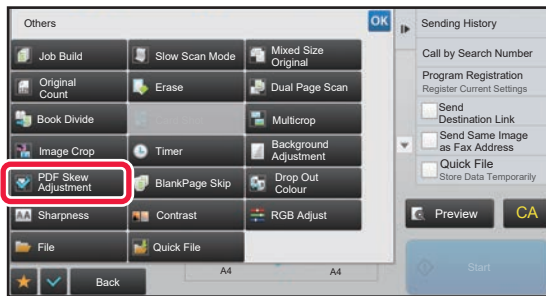 Others
OK
Job Build
Slow Scan Mode
Mixed Size
Original
Original
Count
Erase
Dual Page Scan
Book Divide
Multicrop
Image Crop
Timer
Background
Adjustment
PDF Skew
Adjustment
BlankPage Skip
Drop Out
Colour
AA Sharpness
Contrast
RGB Adjust
File
Quick File
Back
A4
A4
Sending History
Call by Search Number
Program Registration
Register Current Settings
Send
Destination Link
Send Same Image
as Fax Address
Quick File
Store Data Temporarily
Preview
CA
Start